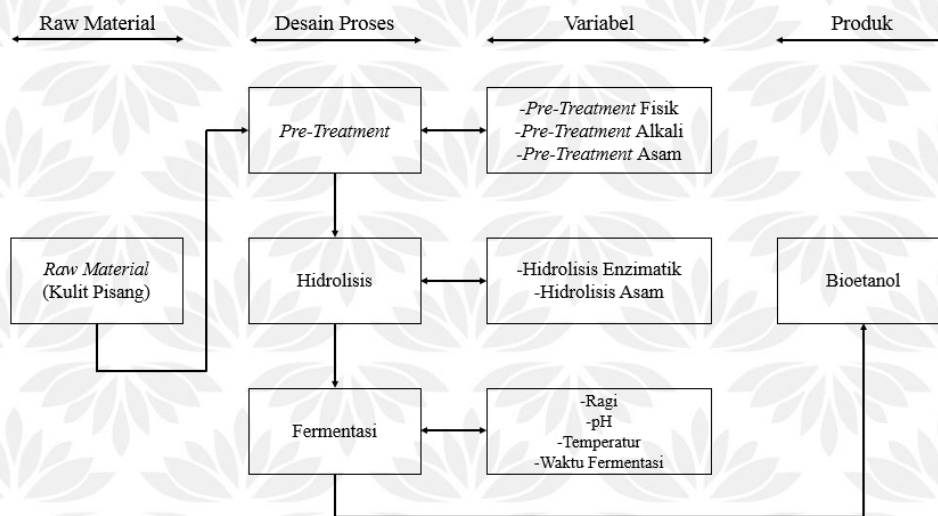 Raw Material
Desain Proses
Variabel
Produk
Pre-Treatment
-Pre-Treatment Fisik
-Pre-Treatment Alkali
-Pre-Treatment Asam
Raw Material
(Kulit Pisang)
Hidrolisis
-Hidrolisis Enzimatik
-Hidrolisis Asam
Bioetanol
Fermentasi
-Ragi
-pH
-Temperatur
-Waktu Fermentasi